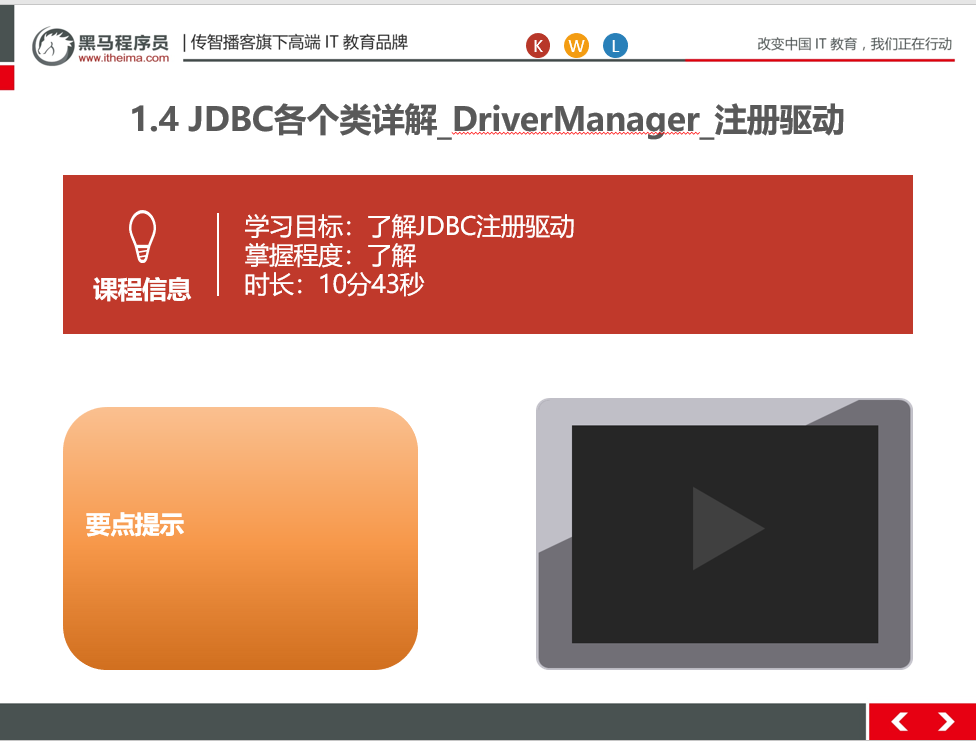 黑马程序员
www.itheima.com
传智播客旗下高端 IT 教育品牌
K W L
改变中国 IT 教育，我们正在行动
1.4 JDBC各个类详解_DriverManager_注册驱动
课程信息
学习目标：了解JDBC注册驱动
掌握程度：了解
时长：10分43秒
要点提示